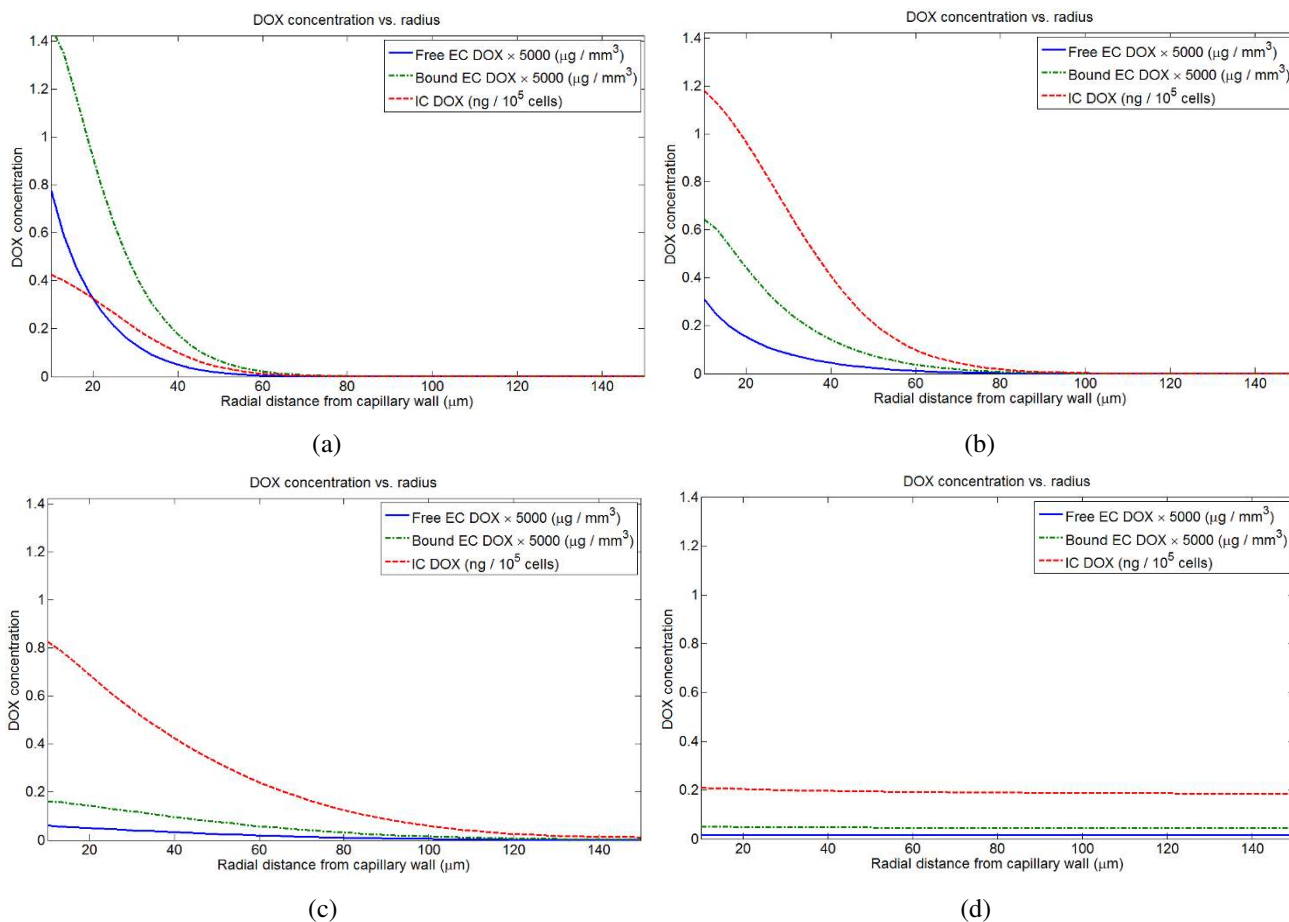 DOX concentration vs. radius
Free EC DOX × 5000 (μg / mm³)
Bound EC DOX × 5000 (μg / mm³)
IC DOX (ng / 10⁵ cells)
DOX concentration
1.4
1.2
1
0.8
0.6
0.4
0.2
0
20 40 60 80 100 120 140
Radial distance from capillary wall (μm)
(a)
DOX concentration vs. radius
Free EC DOX × 5000 (μg / mm³)
Bound EC DOX × 5000 (μg / mm³)
IC DOX (ng / 10⁵ cells)
DOX concentration
1.4
1.2
1
0.8
0.6
0.4
0.2
0
20 40 60 80 100 120 140
Radial distance from capillary wall (μm)
(b)
DOX concentration vs. radius
Free EC DOX × 5000 (μg / mm³)
Bound EC DOX × 5000 (μg / mm³)
IC DOX (ng / 10⁵ cells)
DOX concentration
1.4
1.2
1
0.8
0.6
0.4
0.2
0
20 40 60 80 100 120 140
Radial distance from capillary wall (μm)
(c)
DOX concentration vs. radius
Free EC DOX × 5000 (μg / mm³)
Bound EC DOX × 5000 (μg / mm³)
IC DOX (ng / 10⁵ cells)
DOX concentration
1.4
1.2
1
0.8
0.6
0.4
0.2
0
20 40 60 80 100 120 140
Radial distance from capillary wall (μm)
(d)